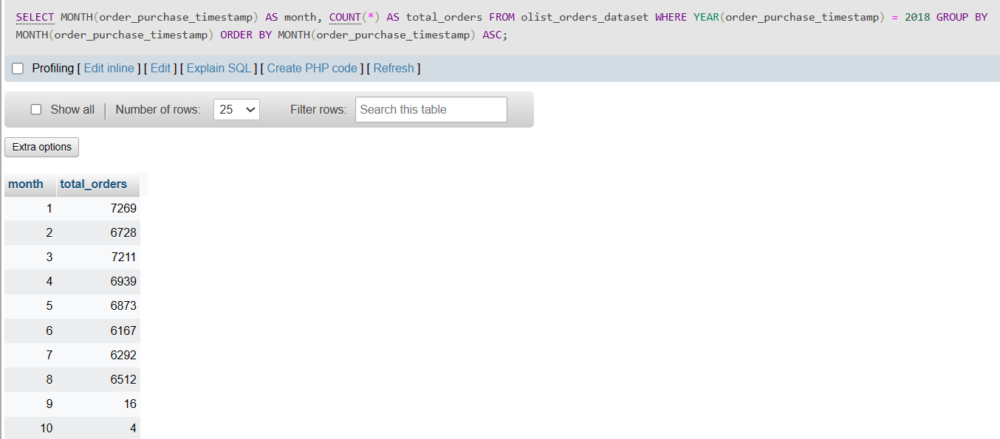 SELECT MONTH(order_purchase_timestamp) AS month, COUNT(*) AS total_orders FROM olist_orders_dataset WHERE YEAR(order_purchase_timestamp) = 2018 GROUP BY
MONTH(order_purchase_timestamp) ORDER BY MONTH(order_purchase_timestamp) ASC;
Profiling [ Edit inline ] [ Edit ] [ Explain SQL ] [ Create PHP code ] [ Refresh ]
Show all | Number of rows: 25 Filter rows: Search this table
Extra options
month total_orders
1 7269
2 6728
3 7211
4 6939
5 6873
6 6167
7 6292
8 6512
9 16
10 4